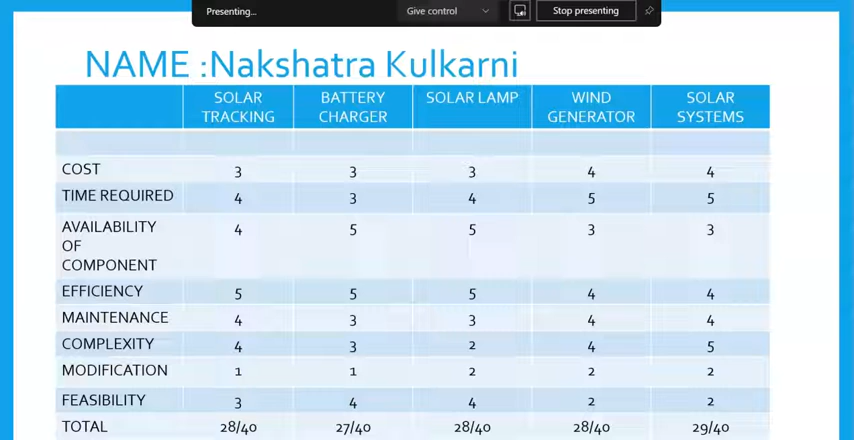 Presenting...
Give control
Stop presenting
NAME :Nakshatra Kulkarni
SOLAR TRACKING BATTERY CHARGER SOLAR LAMP WIND GENERATOR SOLAR SYSTEMS
COST 3 3 3 4 4
TIME REQUIRED 4 3 4 5 5
AVAILABILITY OF COMPONENT 4 5 5 3 3
EFFICIENCY 5 5 5 4 4
MAINTENANCE 4 3 3 4 4
COMPLEXITY 4 3 2 4 5
MODIFICATION 1 1 2 2 2
FEASIBILITY 3 4 4 2 2
TOTAL 28/40 27/40 28/40 28/40 29/40